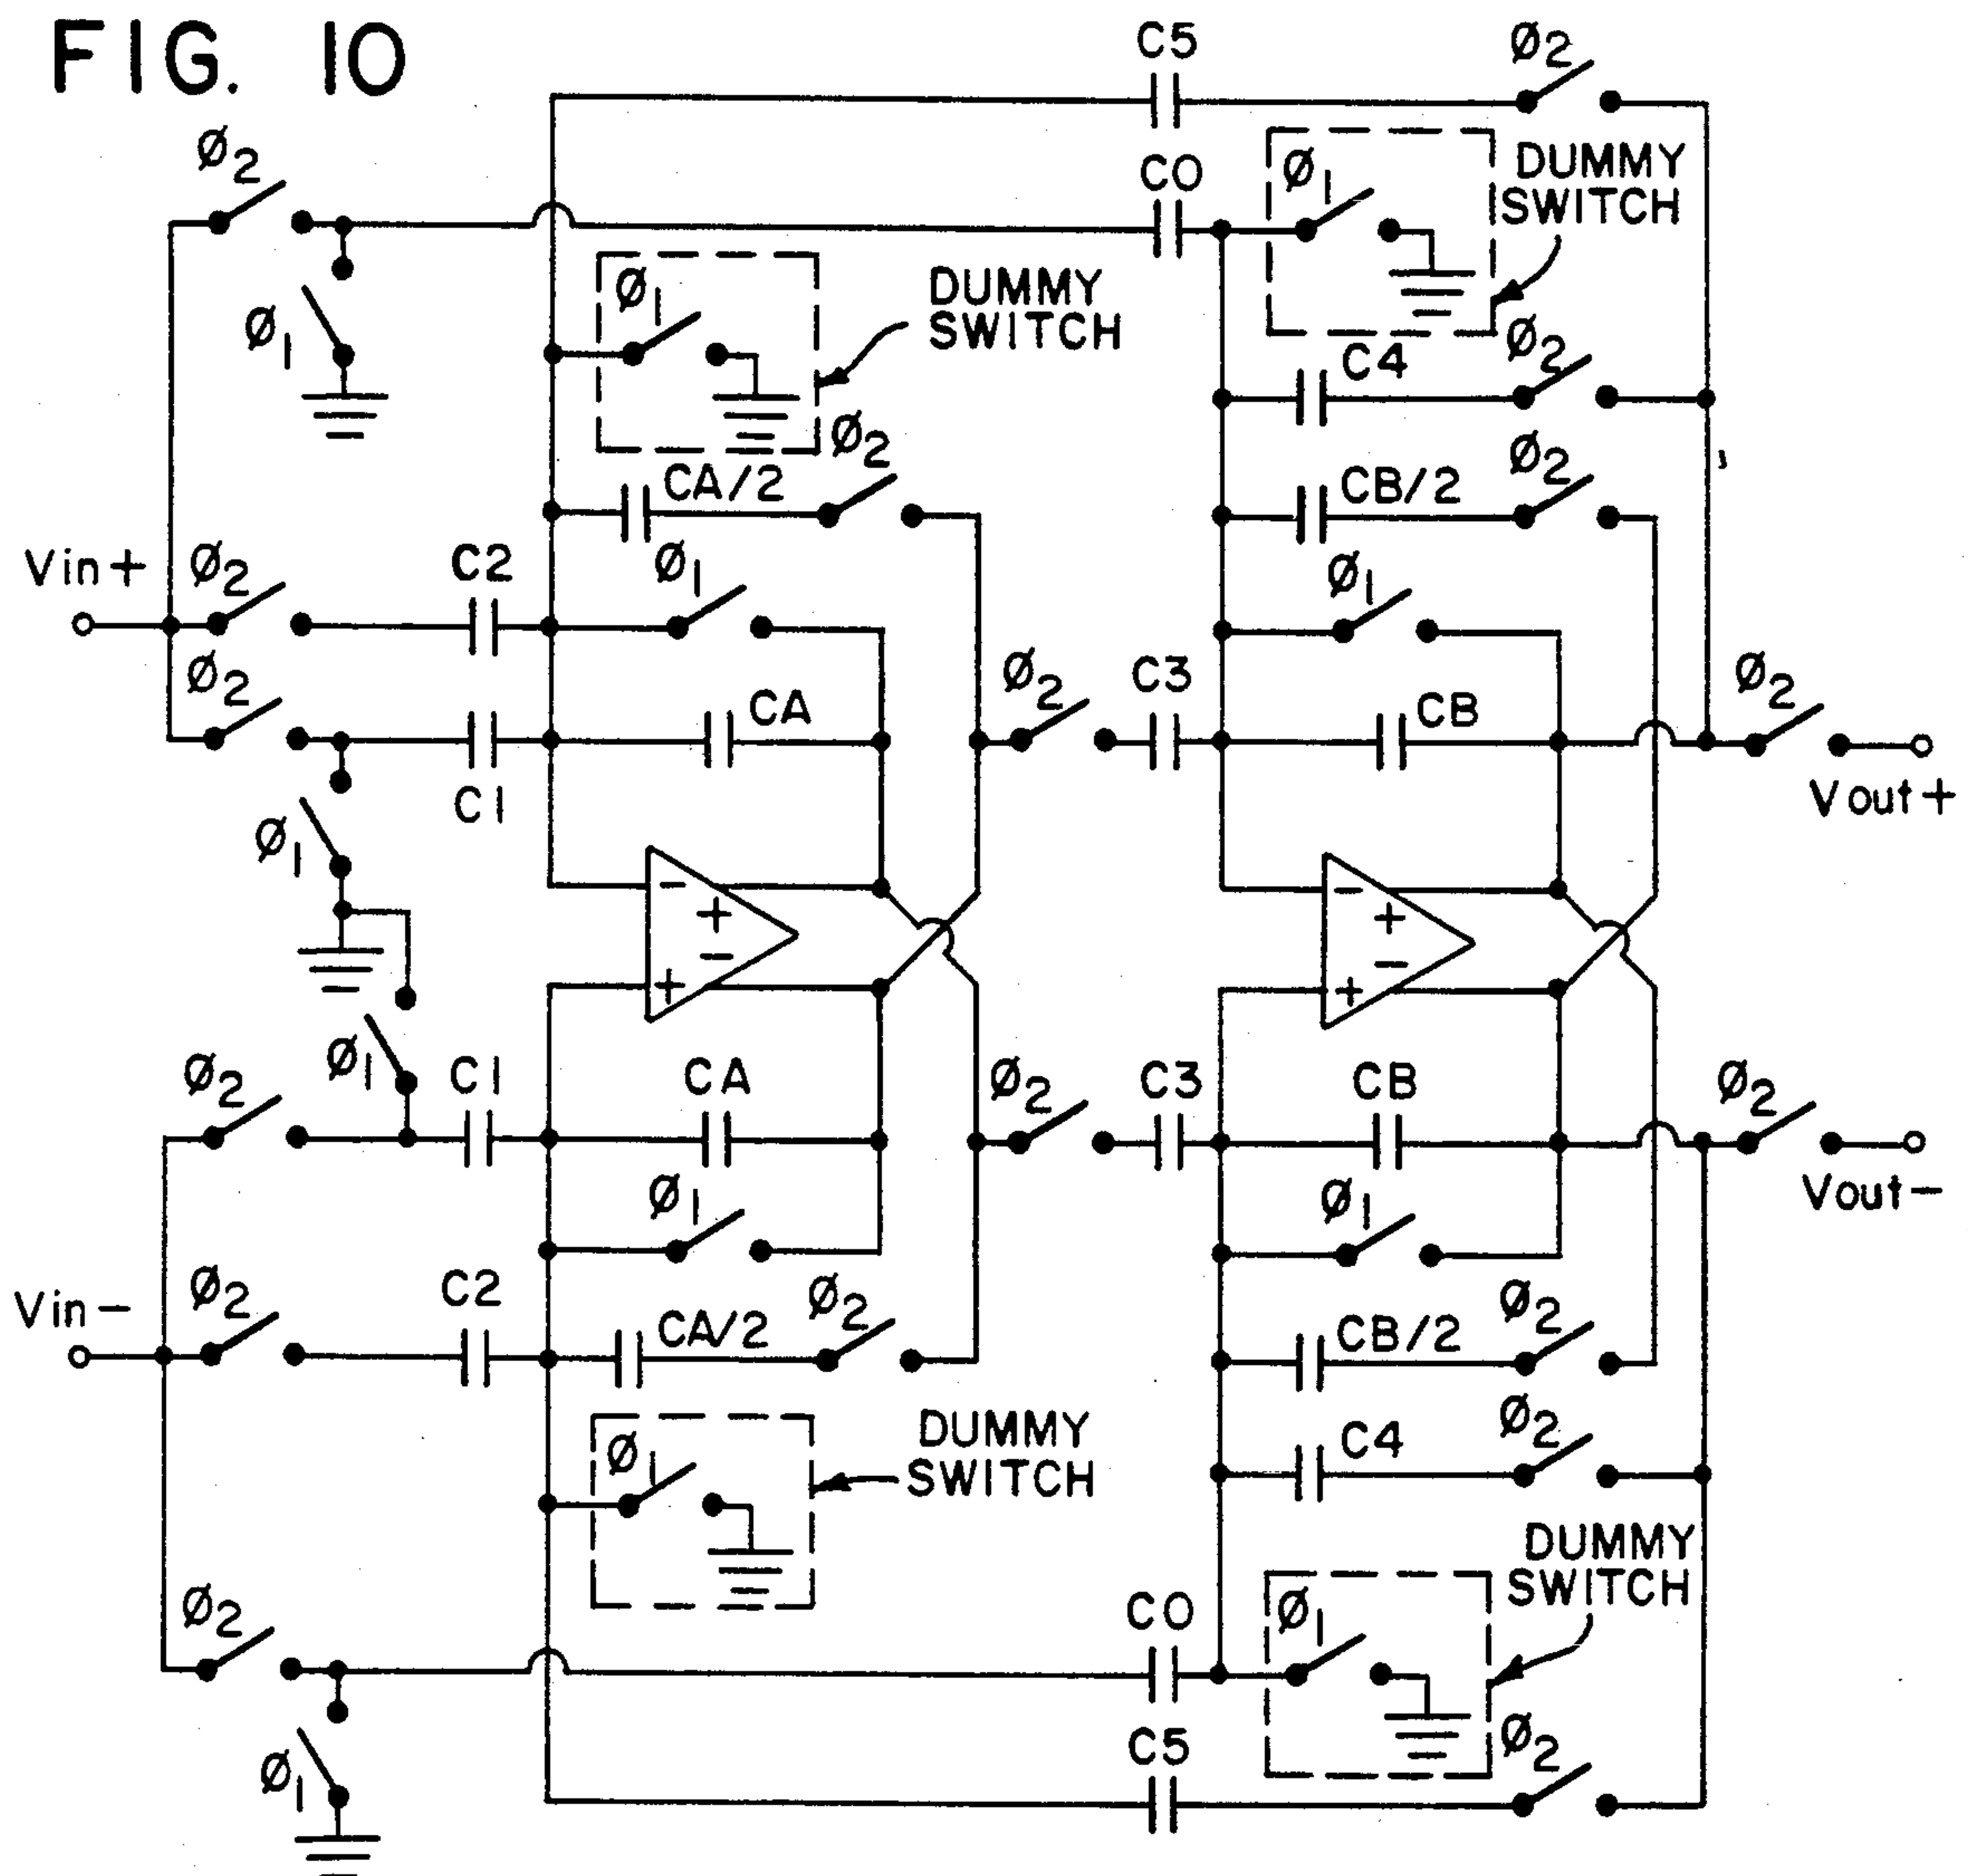 FIG. 10
C5
Ø2
Ø2
C0
Ø1
DUMMY
SWITCH
Ø1
Ø1
DUMMY
SWITCH
C4
Ø2
Ø2
CA/2
CB/2
Ø2
Vin+
Ø2
C2
Ø1
Ø1
Ø2
C1
CA
Ø2
C3
CB
Ø2
Vout+
Ø1
-
+
-
+
-
+
-
+
Ø1
Ø2
C1
CA
Ø2
C3
CB
Ø2
Vout-
Ø1
Ø1
Vin-
Ø2
C2
CA/2
Ø2
CB/2
Ø2
C4
Ø2
Ø1
DUMMY
SWITCH
DUMMY
SWITCH
Ø2
C0
Ø1
C5
Ø2
Ø1